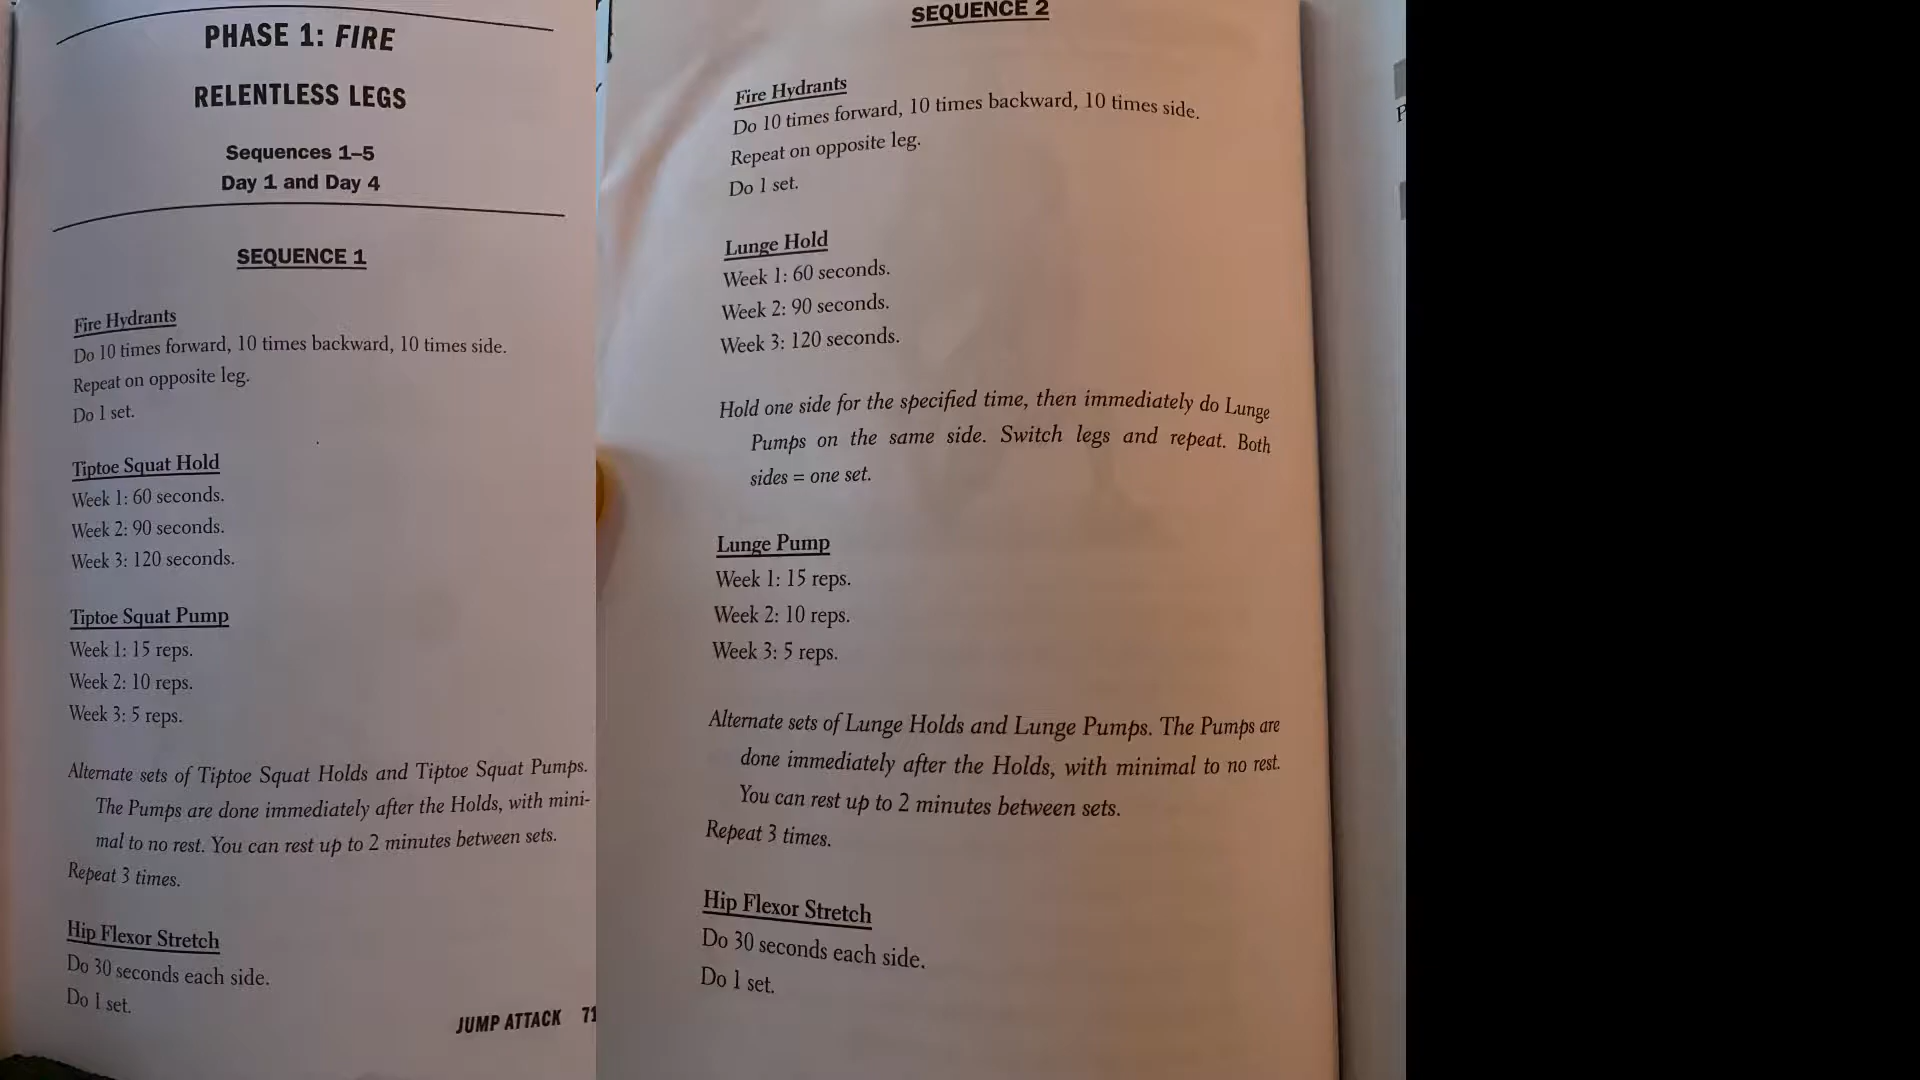 PHASE 1: FIRE
RELENTLESS LEGS
Sequences 1–5
Day 1 and Day 4
SEQUENCE 1
Fire Hydrants
Do 10 times forward, 10 times backward, 10 times side.
Repeat on opposite leg.
Do 1 set.
Tiptoe Squat Hold
Week 1: 60 seconds.
Week 2: 90 seconds.
Week 3: 120 seconds.
Tiptoe Squat Pump
Week 1: 15 reps.
Week 2: 10 reps.
Week 3: 5 reps.
Alternate sets of Tiptoe Squat Holds and Tiptoe Squat Pumps.
The Pumps are done immediately after the Holds, with mini-
mal to no rest. You can rest up to 2 minutes between sets.
Repeat 3 times.
Hip Flexor Stretch
Do 30 seconds each side.
Do 1 set.
JUMP ATTACK 71
SEQUENCE 2
Fire Hydrants
Do 10 times forward, 10 times backward, 10 times side.
Repeat on opposite leg.
Do 1 set.
Lunge Hold
Week 1: 60 seconds.
Week 2: 90 seconds.
Week 3: 120 seconds.
Hold one side for the specified time, then immediately do Lunge
Pumps on the same side. Switch legs and repeat. Both
sides = one set.
Lunge Pump
Week 1: 15 reps.
Week 2: 10 reps.
Week 3: 5 reps.
Alternate sets of Lunge Holds and Lunge Pumps. The Pumps are
done immediately after the Holds, with minimal to no rest.
You can rest up to 2 minutes between sets.
Repeat 3 times.
Hip Flexor Stretch
Do 30 seconds each side.
Do 1 set.